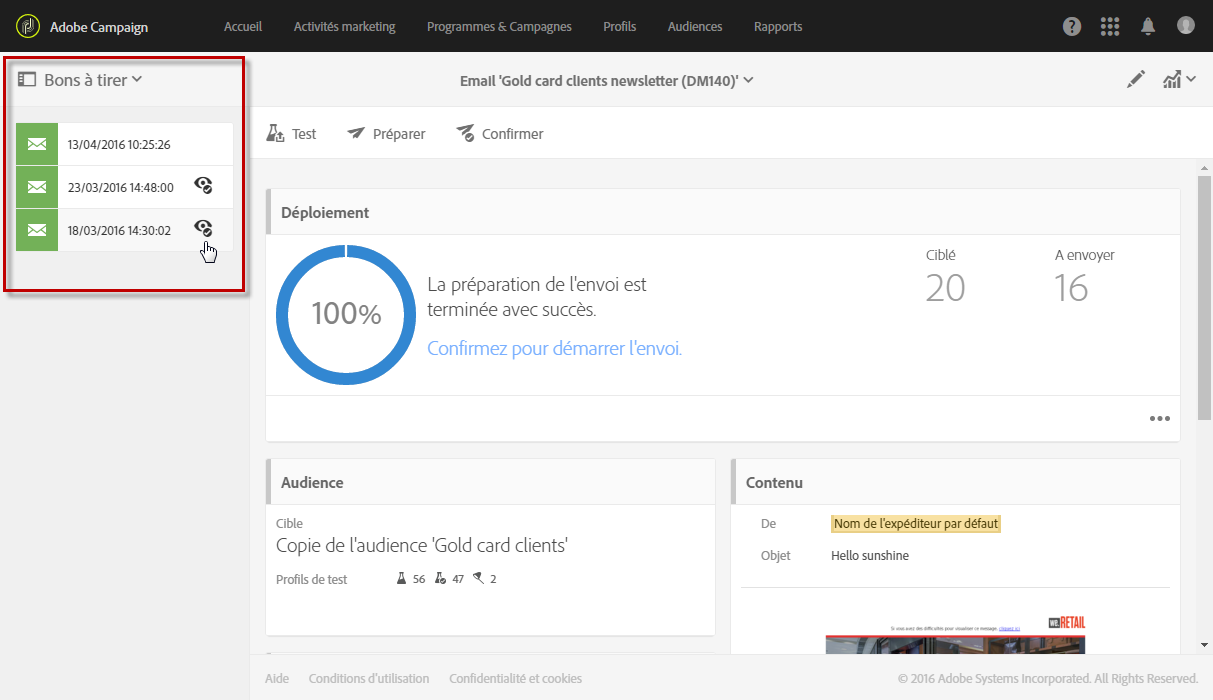 Adobe Campaign Accueil Activités marketing Programmes & Campagnes Profils Audiences Rapports
Bons à tirer
Email 'Gold card clients newsletter (DM140)'
13/04/2016 10:25:26
23/03/2016 14:48:00
18/03/2016 14:30:02
Test Préparer Confirmer
Déploiement
100%
La préparation de l'envoi est
terminée avec succès.
Confirmez pour démarrer l'envoi.
Ciblé A envoyer
20 16
Audience
Cible
Copie de l'audience 'Gold card clients'
Profils de test 56 47 2
Contenu
De Nom de l'expéditeur par défaut
Objet Hello sunshine
Si vous avez des difficultés pour visualiser ce message, cliquez ici
WE.RETAIL
Aide Conditions d'utilisation Confidentialité et cookies © 2016 Adobe Systems Incorporated. All Rights Reserved.